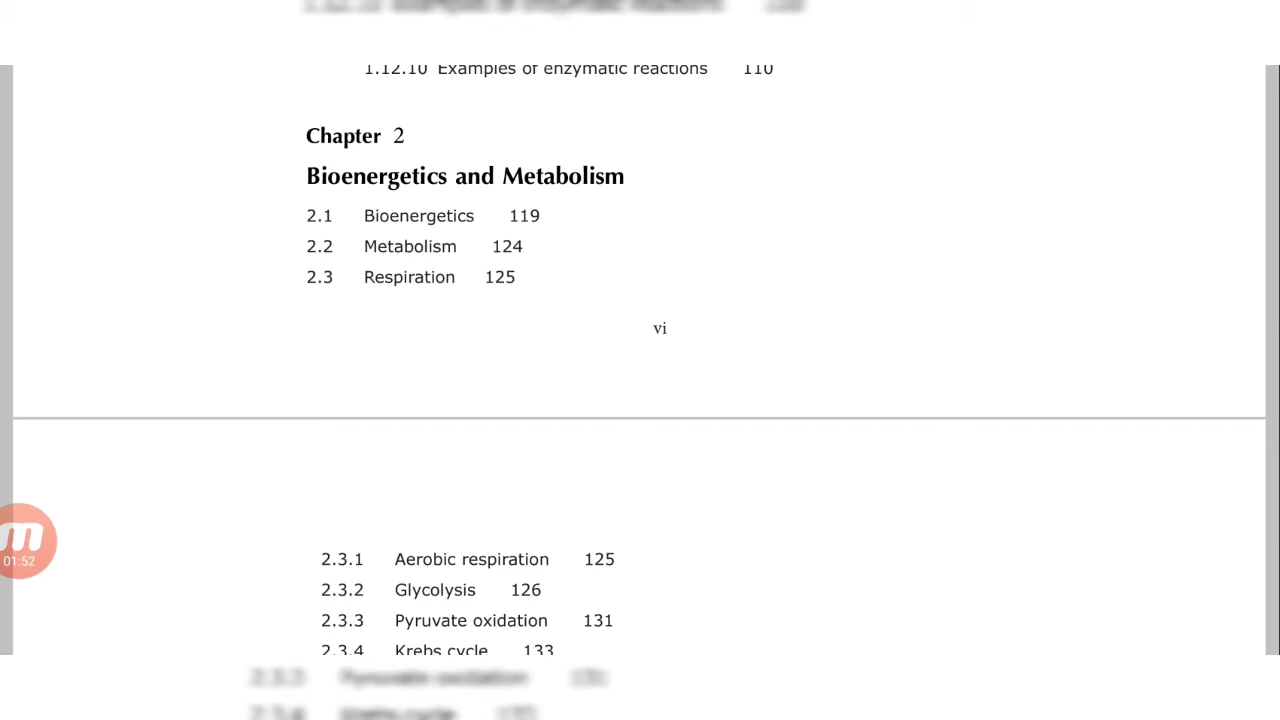 1.12.10 Examples of enzymatic reactions 110
Chapter 2
Bioenergetics and Metabolism
2.1 Bioenergetics 119
2.2 Metabolism 124
2.3 Respiration 125
vi
2.3.1 Aerobic respiration 125
2.3.2 Glycolysis 126
2.3.3 Pyruvate oxidation 131
2.3.4 Krebs cycle 133
m
01:52